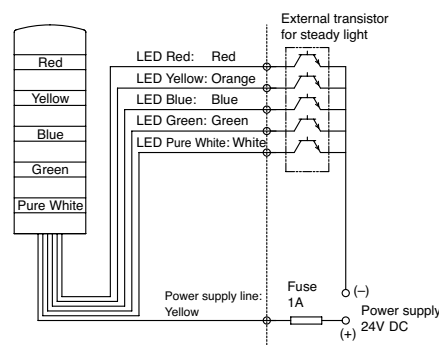 External transistor
for steady light
Red
Yellow
Blue
Green
Pure White
LED Red: Red
LED Yellow: Orange
LED Blue: Blue
LED Green: Green
LED Pure White: White
Power supply line:
Yellow
Fuse
1A
(–)
Power supply
24V DC
(+)